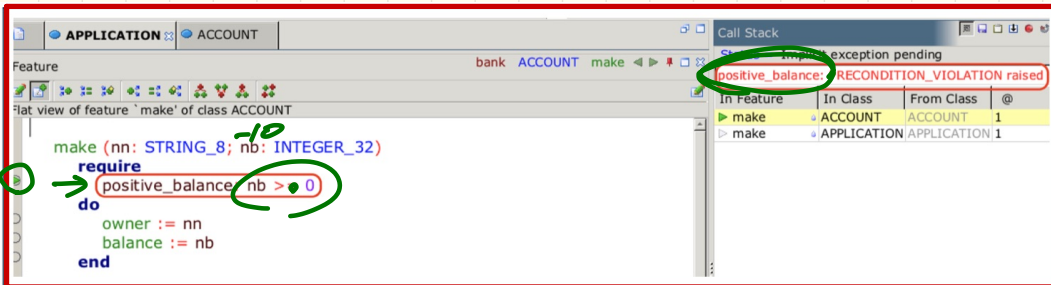 APPLICATION ACCOUNT
Feature bank ACCOUNT make
Flat view of feature `make' of class ACCOUNT
-10
make (nn: STRING_8; nb: INTEGER_32)
require
positive_balance nb > 0
do
owner := nn
balance := nb
end
Call Stack
exception pending
positive_balance: RECONDITION_VIOLATION raised
In Feature In Class From Class @
make ACCOUNT ACCOUNT 1
make APPLICATION APPLICATION 1